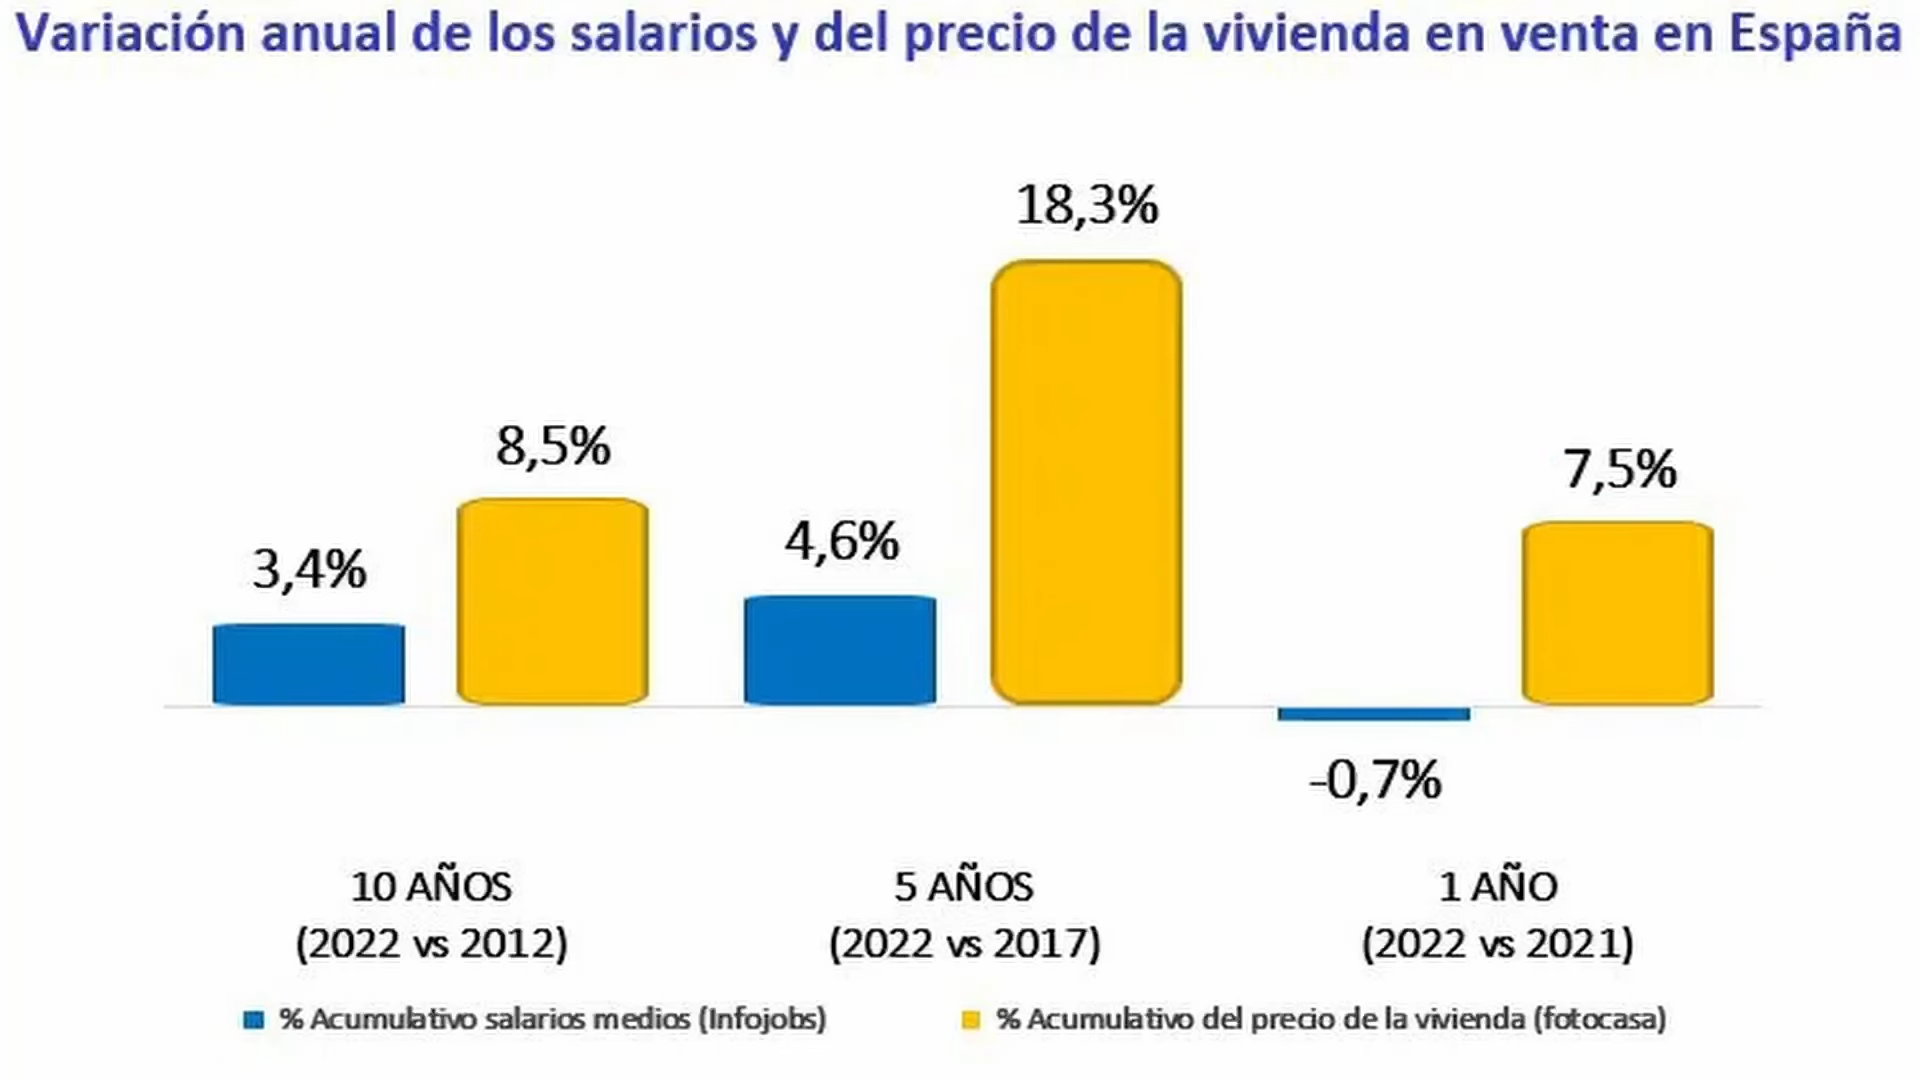 Variación anual de los salarios y del precio de la vivienda en venta en España
18,3%
8,5%
7,5%
4,6%
3,4%
-0,7%
10 AÑOS
(2022 vs 2012)
5 AÑOS
(2022 vs 2017)
1 AÑO
(2022 vs 2021)
% Acumulativo salarios medios (Infojobs)
% Acumulativo del precio de la vivienda (fotocasa)